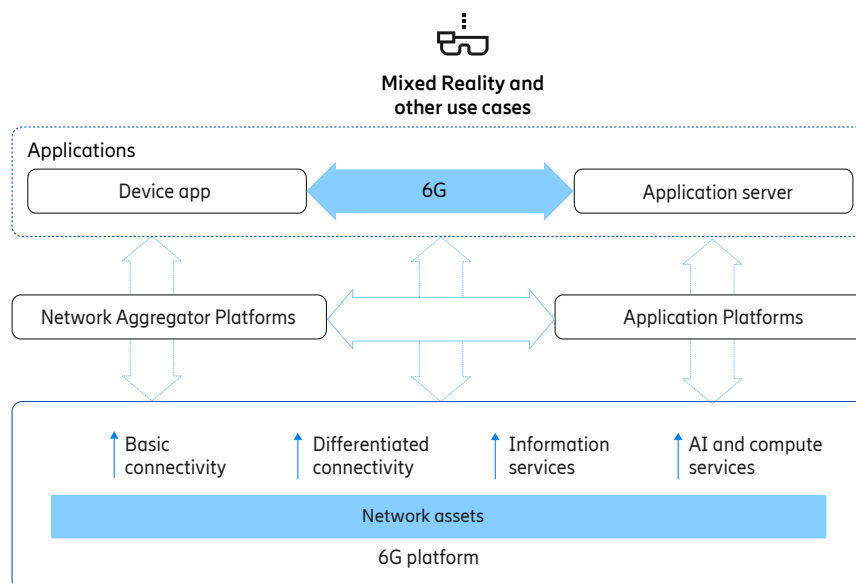 Mixed Reality and
other use cases
Applications
Device app
6G
Application server
Network Aggregator Platforms
Application Platforms
Basic
connectivity
Differentiated
connectivity
Information
services
AI and compute
services
Network assets
6G platform